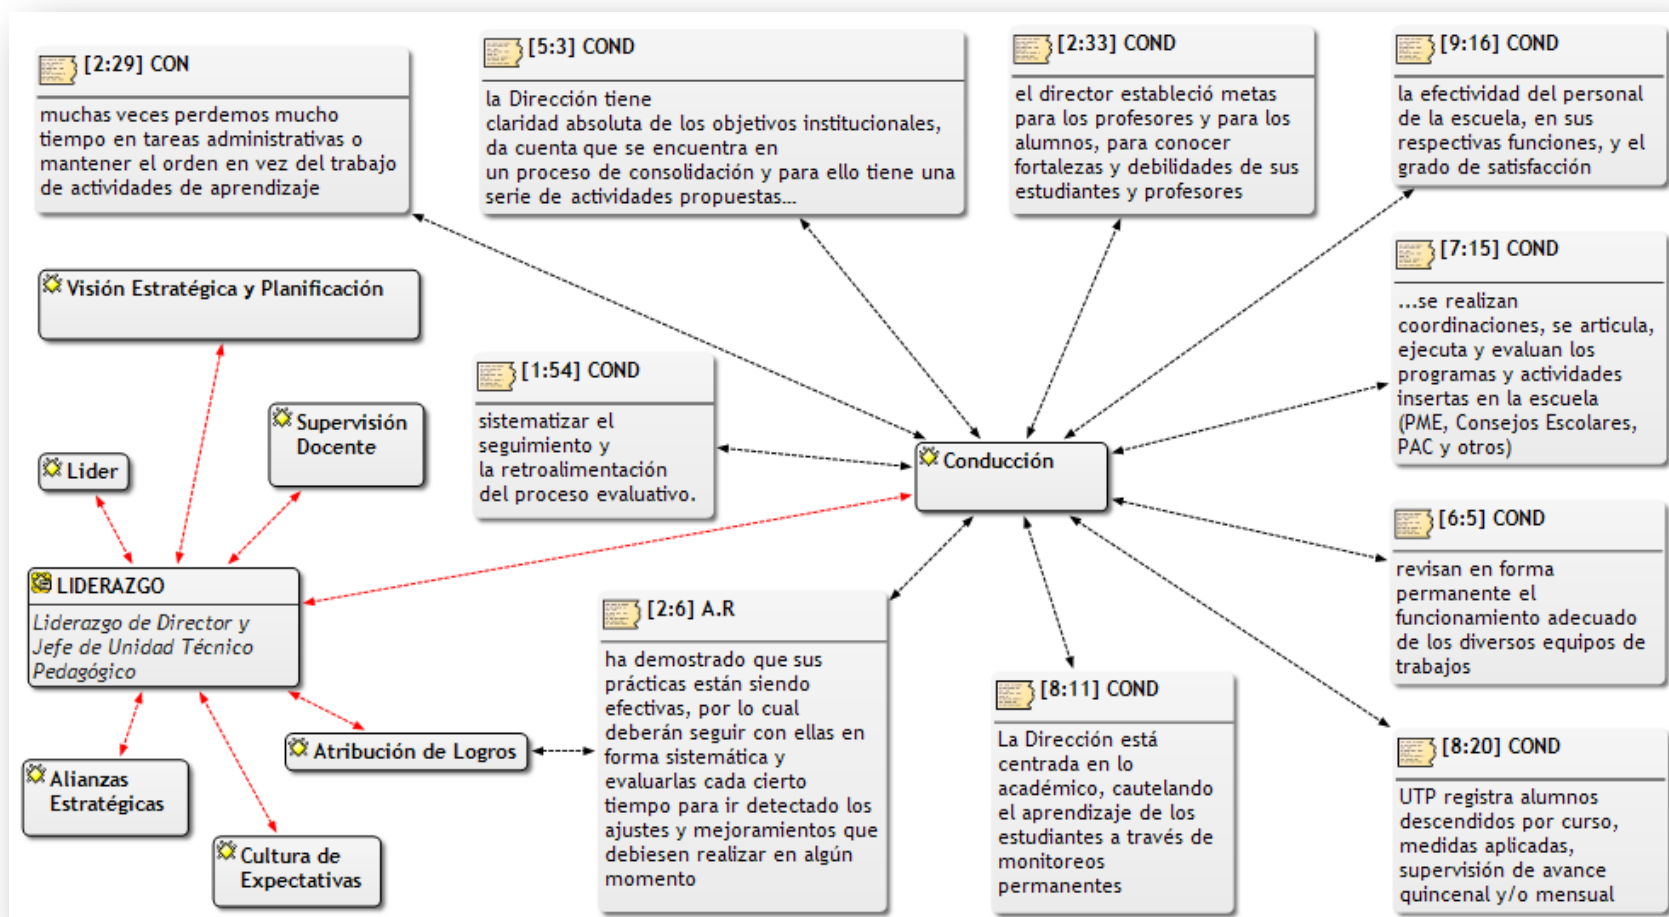 [2:29] CON
muchas veces perdemos mucho
tiempo en tareas administrativas o
mantener el orden en vez del trabajo
de actividades de aprendizaje
[5:3] COND
la Dirección tiene
claridad absoluta de los objetivos institucionales,
da cuenta que se encuentra en
un proceso de consolidación y para ello tiene una
serie de actividades propuestas...
[2:33] COND
el director estableció metas
para los profesores y para los
alumnos, para conocer
fortalezas y debilidades de sus
estudiantes y profesores
[9:16] COND
la efectividad del personal
de la escuela, en sus
respectivas funciones, y el
grado de satisfacción
[7:15] COND
...se realizan
coordinaciones, se articula,
ejecuta y evaluan los
programas y actividades
insertas en la escuela
(PME, Consejos Escolares,
PAC y otros)
Visión Estratégica y Planificación
[1:54] COND
sistematizar el
seguimiento y
la retroalimentación
del proceso evaluativo.
Supervisión
Docente
Lider
Conducción
[6:5] COND
revisan en forma
permanente el
funcionamiento adecuado
de los diversos equipos de
trabajos
LIDERAZGO
Liderazgo de Director y
Jefe de Unidad Técnico
Pedagógico
[2:6] A.R
ha demostrado que sus
prácticas están siendo
efectivas, por lo cual
deberán seguir con ellas en
forma sistemática y
evaluarlas cada cierto
tiempo para ir detectado los
ajustes y mejoramientos que
debiesen realizar en algún
momento
[8:11] COND
La Dirección está
centrada en lo
académico, cautelando
el aprendizaje de los
estudiantes a través de
monitoreos
permanentes
[8:20] COND
UTP registra alumnos
descendidos por curso,
medidas aplicadas,
supervisión de avance
quincenal y/o mensual
Atribución de Logros
Alianzas
Estratégicas
Cultura de
Expectativas